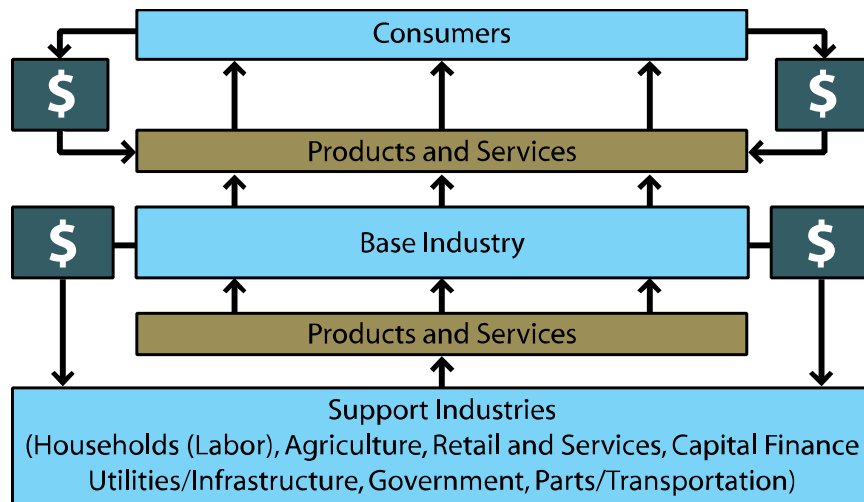 Consumers
$
$
Products and Services
$
Base Industry
$
Products and Services
Support Industries
(Households (Labor), Agriculture, Retail and Services, Capital Finance
Utilities/Infrastructure, Government, Parts/Transportation)